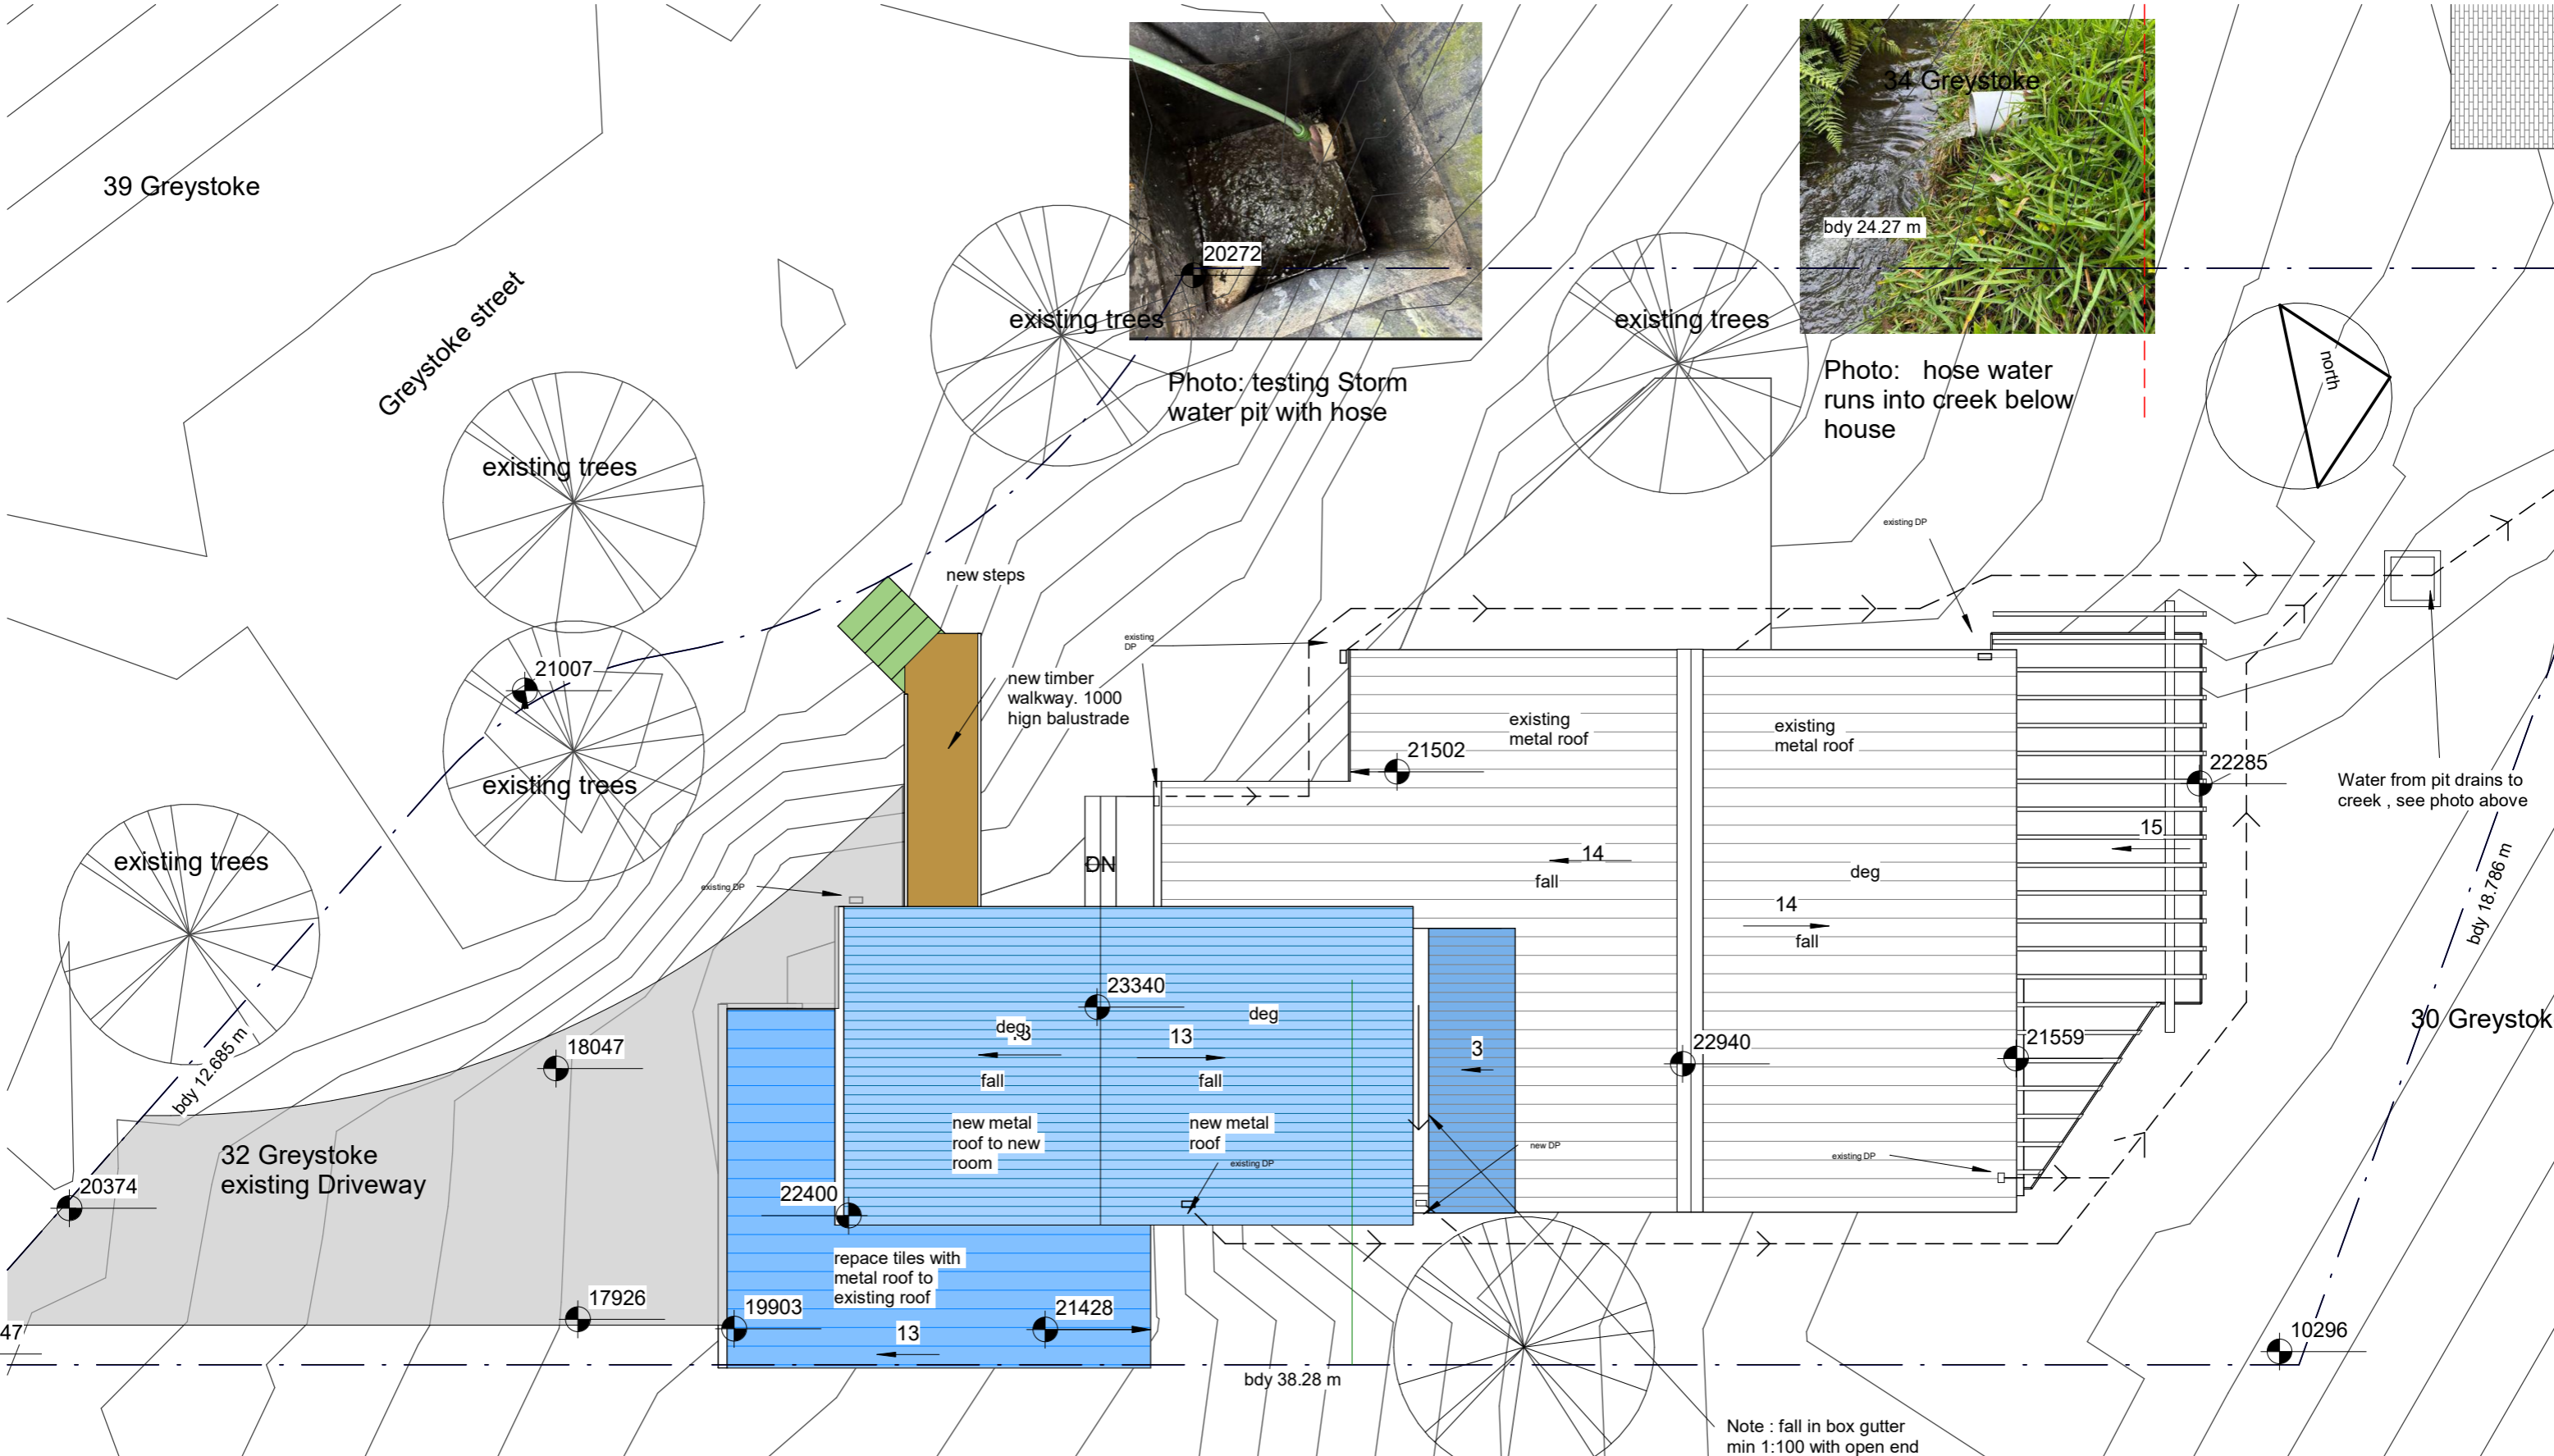 39 Greystoke
Greystoke street
34 Greystoke
bdy 24.27 m
20272
existing trees
existing trees
Photo: testing Storm
water pit with hose
Photo: hose water
runs into creek below
house
north
existing trees
existing DP
new steps
existing
DP
21007
new timber
walkway. 1000
hign balustrade
existing
metal roof
existing
metal roof
21502
22285
Water from pit drains to
creek , see photo above
existing trees
15
existing trees
DN
14
fall
deg
existing DP
14
fall
bdy 18.786 m
23340
deg
deg
13
fall
fall
3
18047
22940
21559
30 Greystok
bdy 12.685 m
new metal
roof to new
room
new metal
roof
new DP
existing DP
existing DP
32 Greystoke
existing Driveway
20374
22400
repace tiles with
metal roof to
existing roof
17926
19903
21428
13
47
10296
bdy 38.28 m
Note : fall in box gutter
min 1:100 with open end